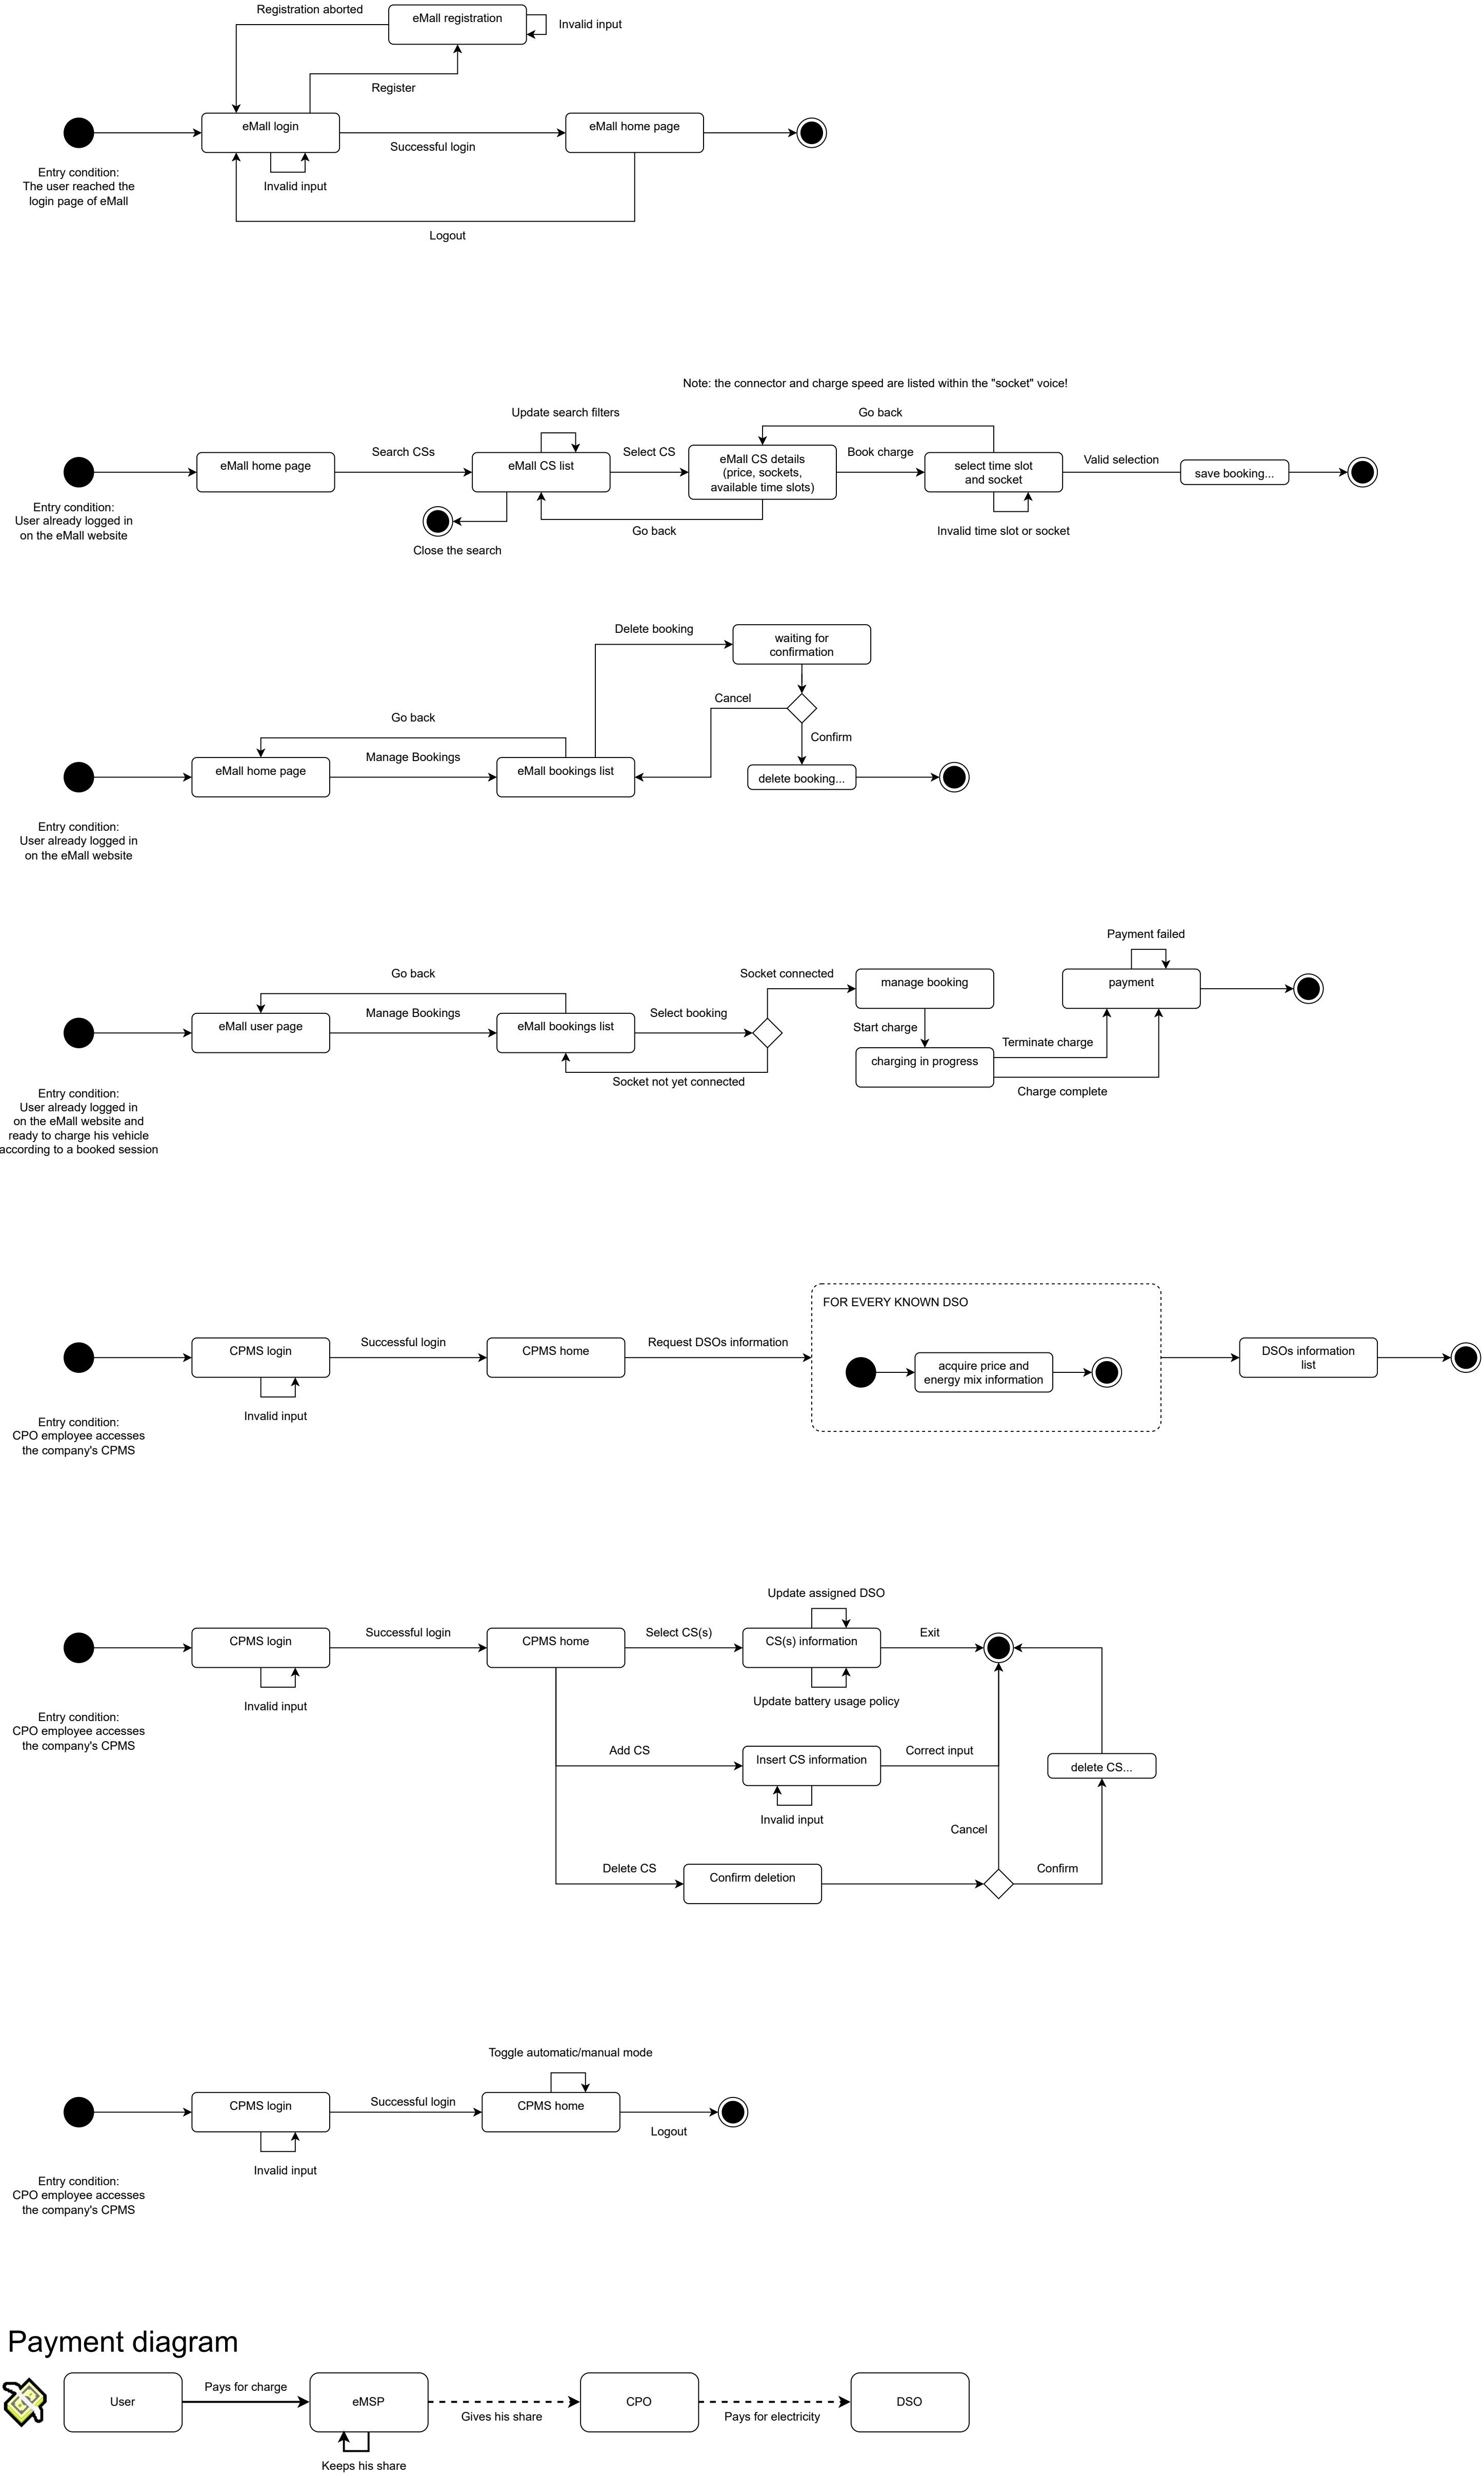 Registration aborted
eMall registration
Invalid input
Register
eMall login
Successful login
eMall home page
Entry condition:
The user reached the
login page of eMall
Invalid input
Logout
Note: the connector and charge speed are listed within the "socket" voice!
Update search filters
Go back
Search CSs
Select CS
Book charge
Valid selection
eMall home page
eMall CS list
eMall CS details
(price, sockets,
available time slots)
select time slot
and socket
save booking...
Entry condition:
User already logged in
on the eMall website
Close the search
Go back
Invalid time slot or socket
Delete booking
waiting for
confirmation
Cancel
Go back
Confirm
Manage Bookings
eMall home page
eMall bookings list
delete booking...
Entry condition:
User already logged in
on the eMall website
Payment failed
Go back
Socket connected
manage booking
payment
Manage Bookings
Select booking
eMall user page
eMall bookings list
Start charge
Terminate charge
charging in progress
Socket not yet connected
Charge complete
Entry condition:
User already logged in
on the eMall website and
ready to charge his vehicle
according to a booked session
FOR EVERY KNOWN DSO
Successful login
Request DSOs information
CPMS login
CPMS home
acquire price and
energy mix information
DSOs information
list
Invalid input
Entry condition:
CPO employee accesses
the company's CPMS
Update assigned DSO
Successful login
Select CS(s)
Exit
CPMS login
CPMS home
CS(s) information
Invalid input
Update battery usage policy
Entry condition:
CPO employee accesses
the company's CPMS
Add CS
Insert CS information
Correct input
delete CS...
Invalid input
Cancel
Delete CS
Confirm deletion
Confirm
Toggle automatic/manual mode
Successful login
CPMS login
CPMS home
Logout
Invalid input
Entry condition:
CPO employee accesses
the company's CPMS
Payment diagram
User
Pays for charge
eMSP
Gives his share
CPO
Pays for electricity
DSO
Keeps his share